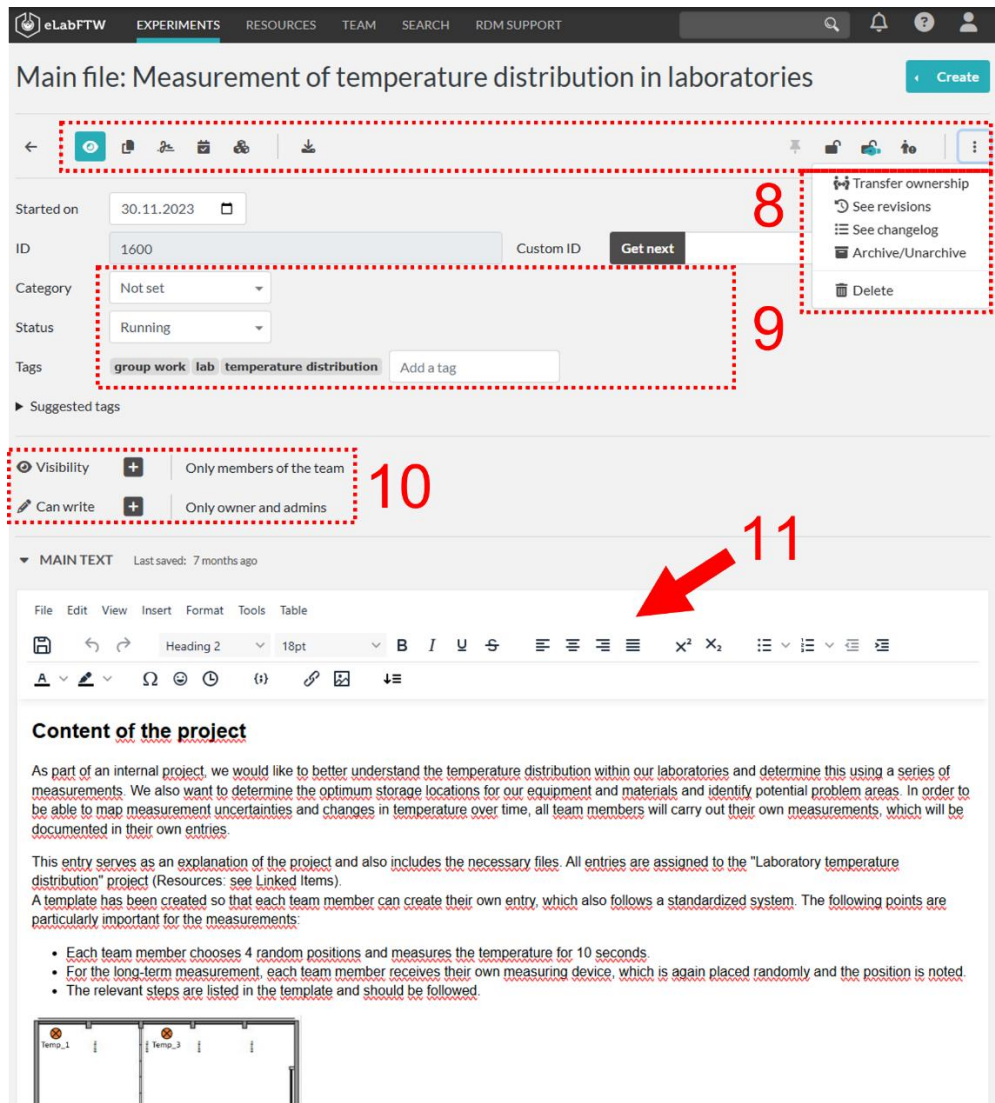 eLabFTW EXPERIMENTS RESOURCES TEAM SEARCH RDM SUPPORT
Main file: Measurement of temperature distribution in laboratories
Create
8
Transfer ownership
See revisions
See changelog
Archive/Unarchive
Delete
Started on 30.11.2023
ID 1600 Custom ID Get next
Category Not set
Status Running
9
Tags group work lab temperature distribution Add a tag
Suggested tags
Visibility Only members of the team
10
Can write Only owner and admins
11
MAIN TEXT Last saved: 7 months ago
File Edit View Insert Format Tools Table
Heading 2 18pt B I U S X² X₂
A Ω {;}
Content of the project
As part of an internal project, we would like to better understand the temperature distribution within our laboratories and determine this using a series of
measurements. We also want to determine the optimum storage locations for our equipment and materials and identify potential problem areas. In order to
be able to map measurement uncertainties and changes in temperature over time, all team members will carry out their own measurements, which will be
documented in their own entries.
This entry serves as an explanation of the project and also includes the necessary files. All entries are assigned to the "Laboratory temperature
distribution" project (Resources: see Linked Items).
A template has been created so that each team member can create their own entry, which also follows a standardized system. The following points are
particularly important for the measurements:
• Each team member chooses 4 random positions and measures the temperature for 10 seconds.
• For the long-term measurement, each team member receives their own measuring device, which is again placed randomly and the position is noted.
• The relevant steps are listed in the template and should be followed.
Temp_1 Temp_3